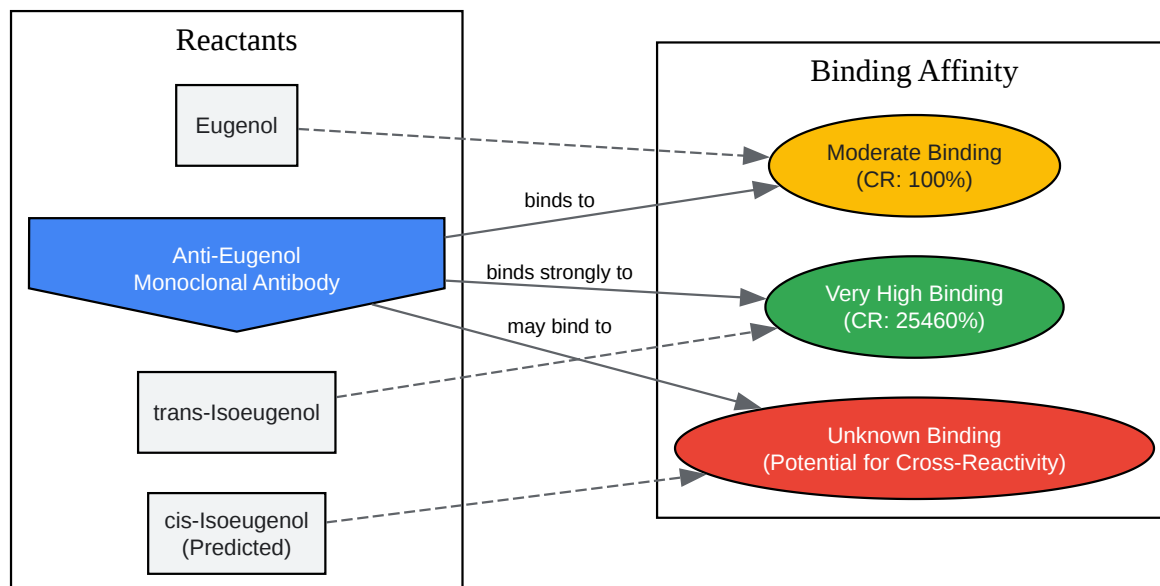 Reactants
Eugenol
Anti-Eugenol
Monoclonal Antibody
trans-Isoeugenol
cis-Isoeugenol
(Predicted)
binds to
binds strongly to
may bind to
Binding Affinity
Moderate Binding
(CR: 100%)
Very High Binding
(CR: 25460%)
Unknown Binding
(Potential for Cross-Reactivity)